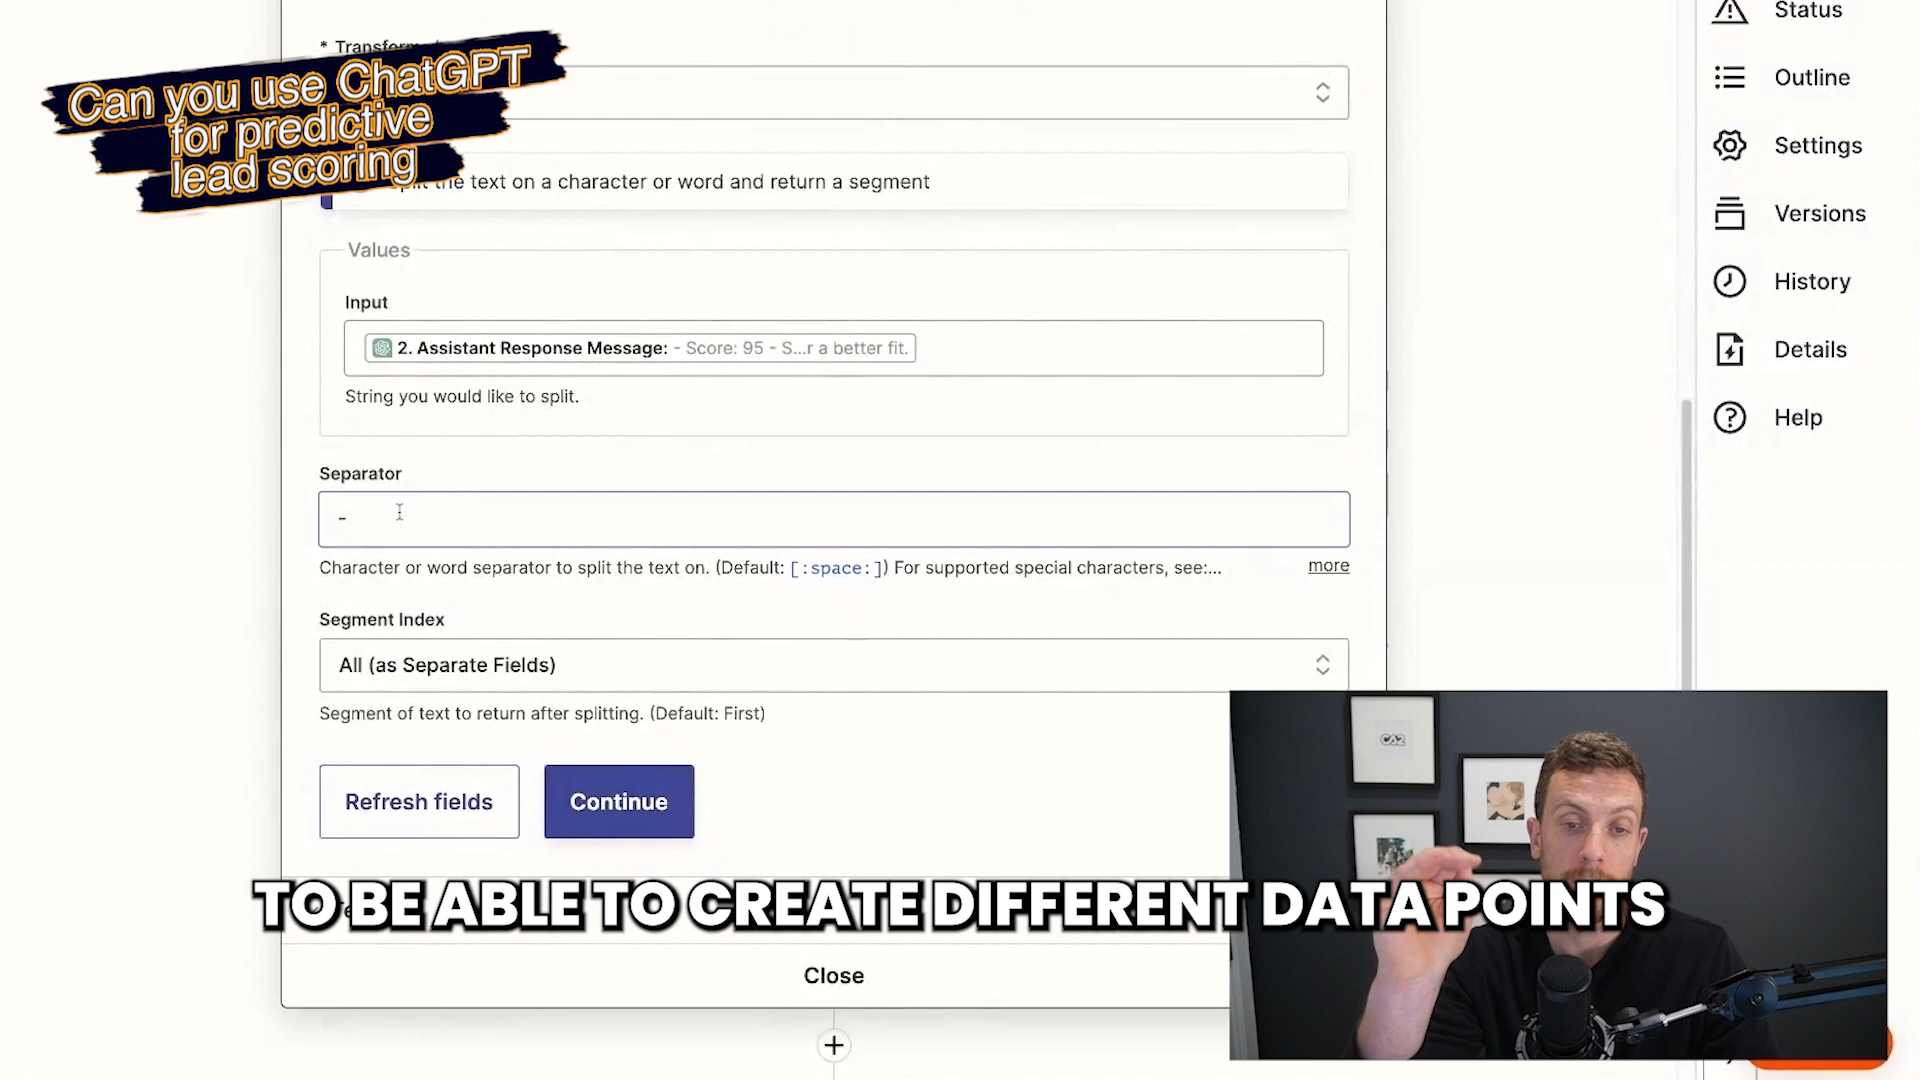 Can you use ChatGPT
for predictive
lead scoring
* Transform
the text on a character or word and return a segment
Values
Input
2. Assistant Response Message: - Score: 95 - S...r a better fit.
String you would like to split.
Separator
-
Character or word separator to split the text on. (Default: [:space:]) For supported special characters, see:...
more
Segment Index
All (as Separate Fields)
Segment of text to return after splitting. (Default: First)
Refresh fields
Continue
TO BE ABLE TO CREATE DIFFERENT DATA POINTS
Close
+
Status
Outline
Settings
Versions
History
Details
Help